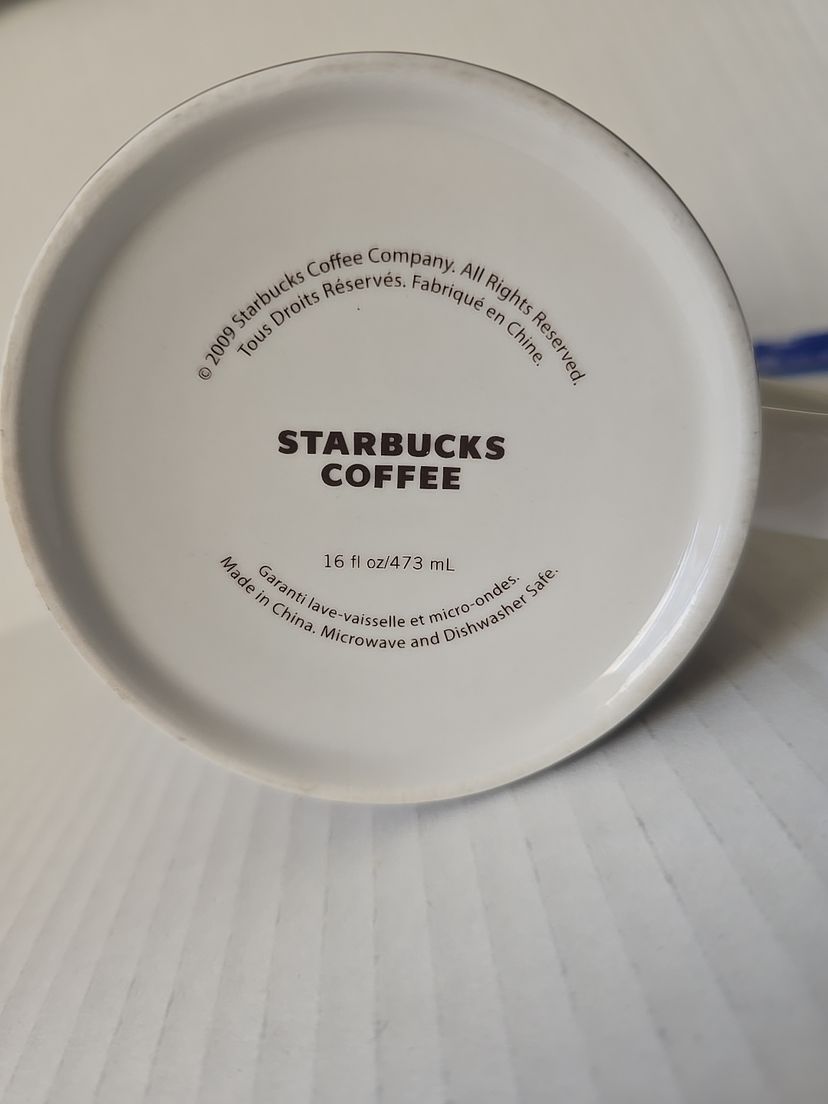 © 2009 Starbucks Coffee Company. All Rights Reserved.
Tous Droits Réservés. Fabriqué en Chine.
STARBUCKS
COFFEE
16 fl oz/473 mL
Garanti lave-vaisselle et micro-ondes.
Made in China. Microwave and Dishwasher Safe.